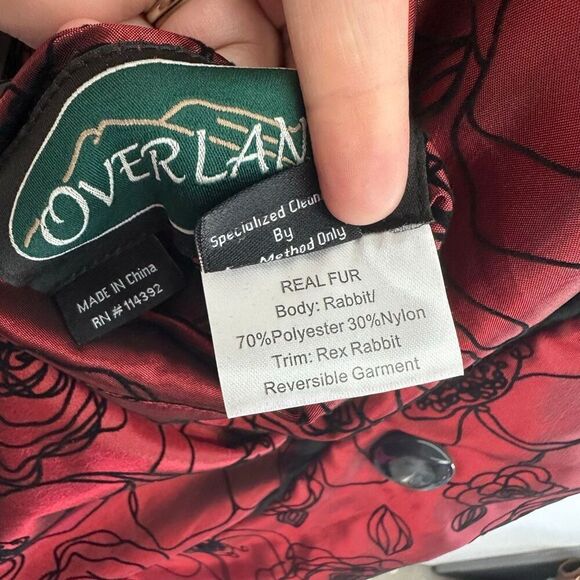 OVERLAN
Specialized Clean
By
Method Only
MADE IN China
RN # 114392
REAL FUR
Body: Rabbit/
70%Polyester 30%Nylon
Trim: Rex Rabbit
Reversible Garment